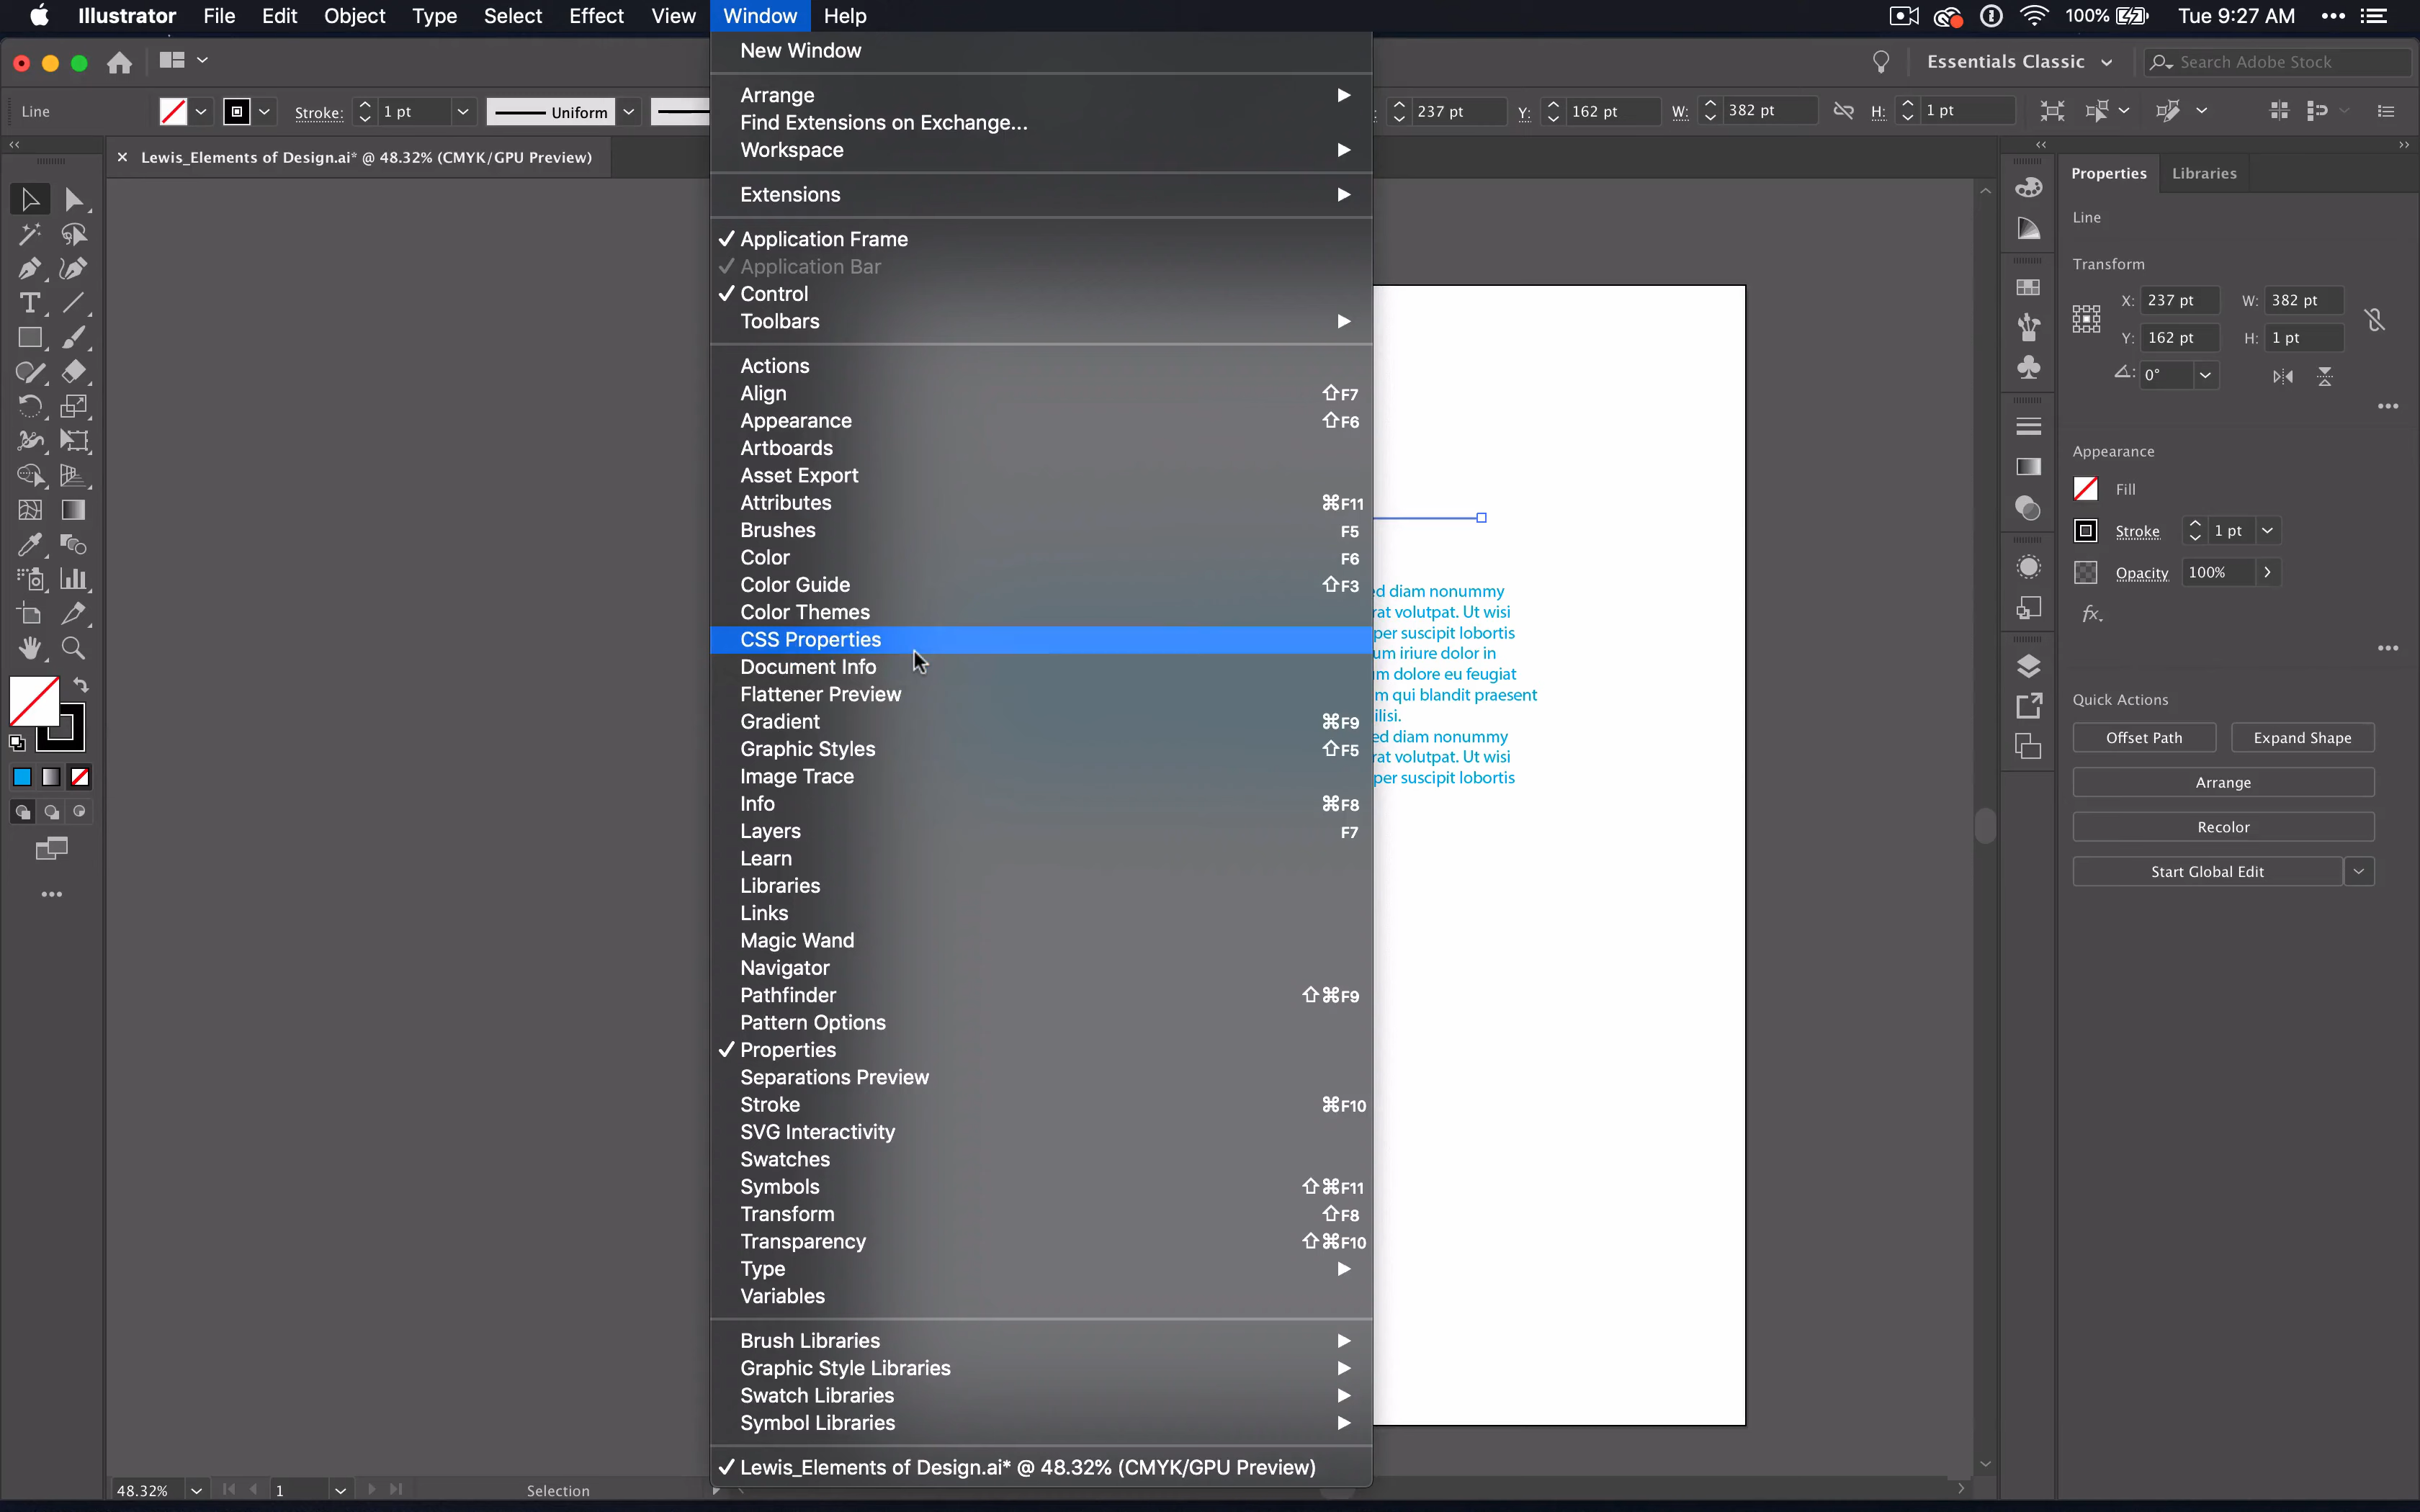 Illustrator File Edit Object Type Select Effect View Window Help 100% Tue 9:27 AM
Essentials Classic Search Adobe Stock
Line Stroke: 1 pt Uniform 237 pt Y: 162 pt W: 382 pt H: 1 pt
× Lewis_Elements of Design.ai* @ 48.32% (CMYK/GPU Preview)
New Window
Arrange
Find Extensions on Exchange...
Workspace
Extensions
✓ Application Frame
✓ Application Bar
✓ Control
Toolbars
Actions
Align ⇧F7
Appearance ⇧F6
Artboards
Asset Export
Attributes ⌘F11
Brushes F5
Color F6
Color Guide ⇧F3
Color Themes
CSS Properties
Document Info
Flattener Preview
Gradient ⌘F9
Graphic Styles ⇧F5
Image Trace
Info ⌘F8
Layers F7
Learn
Libraries
Links
Magic Wand
Navigator
Pathfinder ⇧⌘F9
Pattern Options
✓ Properties
Separations Preview
Stroke ⌘F10
SVG Interactivity
Swatches
Symbols ⇧⌘F11
Transform ⇧F8
Transparency ⇧⌘F10
Type
Variables
Brush Libraries
Graphic Style Libraries
Swatch Libraries
Symbol Libraries
✓ Lewis_Elements of Design.ai* @ 48.32% (CMYK/GPU Preview)
ed diam nonummy
rat volutpat. Ut wisi
per suscipit lobortis
um iriure dolor in
m dolore eu feugiat
m qui blandit praesent
ilisi.
ed diam nonummy
rat volutpat. Ut wisi
per suscipit lobortis
Properties Libraries
Line
Transform
X: 237 pt W: 382 pt
Y: 162 pt H: 1 pt
0°
Appearance
Fill
Stroke 1 pt
Opacity 100%
fx.
Quick Actions
Offset Path Expand Shape
Arrange
Recolor
Start Global Edit
48.32% 1 Selection